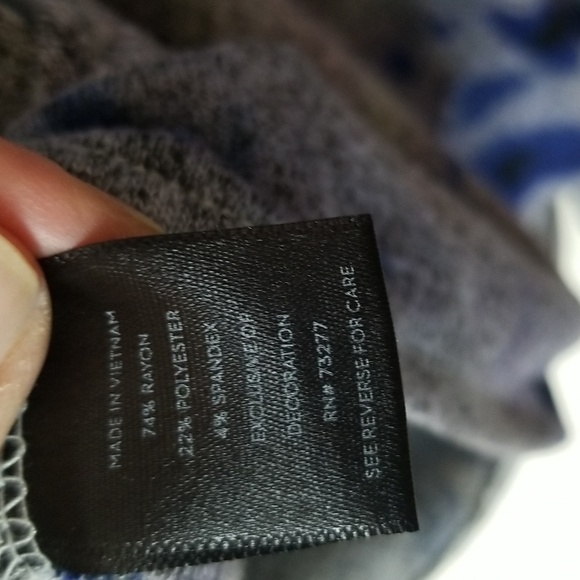 MADE IN VIETNAM
74% RAYON
22% POLYESTER
4% SPANDEX
EXCLUSIVE OF
DECORATION
RN# 73277
SEE REVERSE FOR CARE